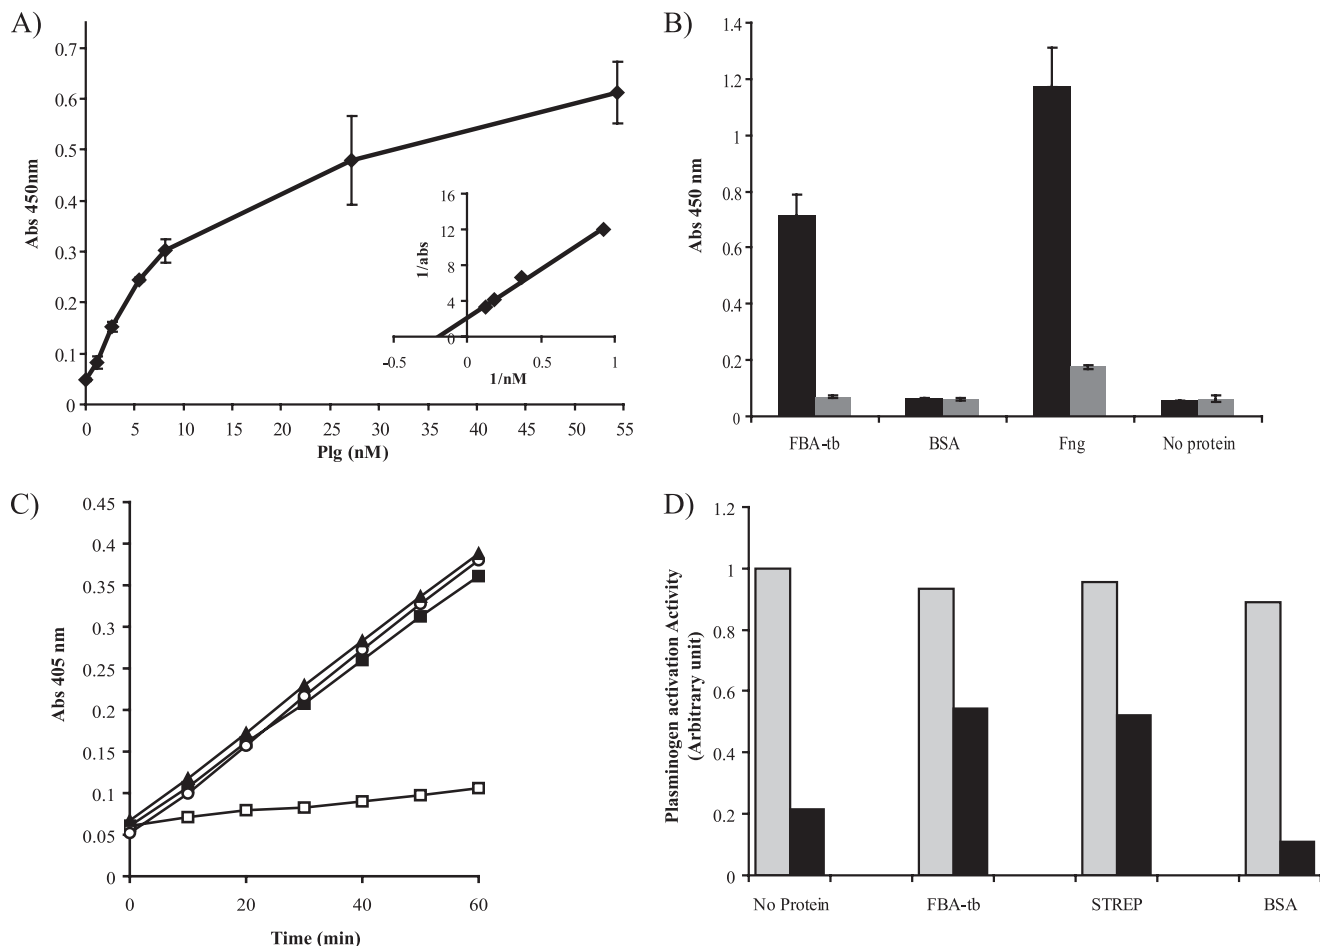 A)
0.7
0.6
0.5
0.4
0.3
0.2
0.1
0
Abs 450nm
0 5 10 15 20 25 30 35 40 45 50 55
Plg (nM)
16
12
8
4
0
1/abs
-0.5 0 0.5 1
1/nM
B)
1.4
1.2
1
0.8
0.6
0.4
0.2
0
Abs 450 nm
FBA-tb BSA Fng No protein
C)
0.45
0.4
0.35
0.3
0.25
0.2
0.15
0.1
0.05
0
Abs 405 nm
0 20 40 60
Time (min)
D)
1.2
1
0.8
0.6
0.4
0.2
0
Plasminogen activation Activity
(Arbitrary unit)
No Protein FBA-tb STREP BSA